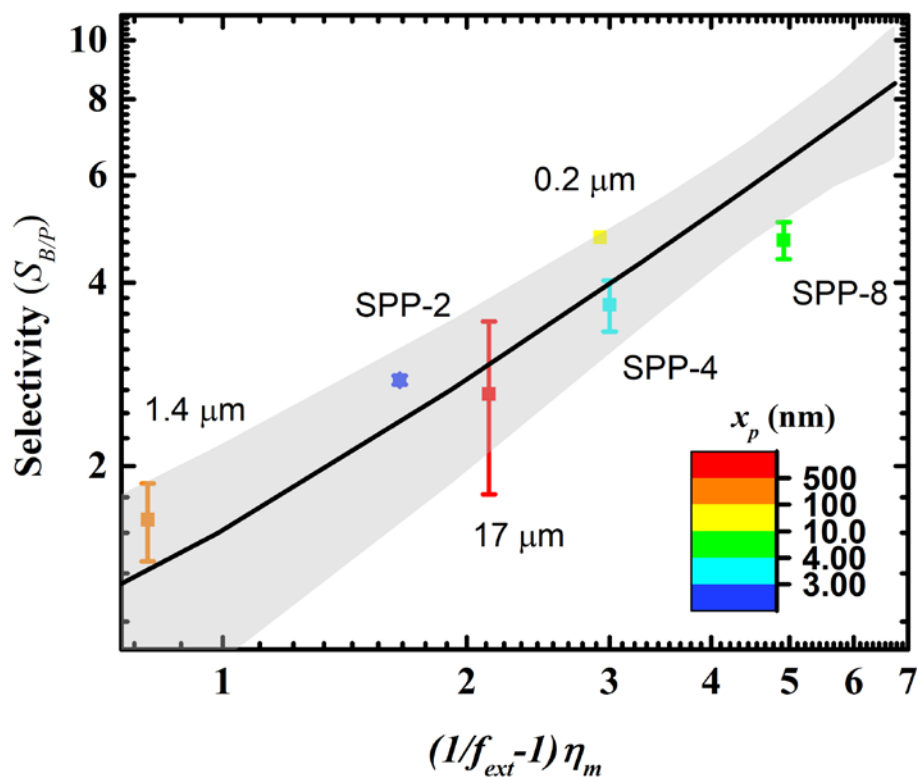 Selectivity (S_{B/P})
10
8
6
4
2
0.2 μm
SPP-2
SPP-8
SPP-4
1.4 μm
17 μm
x_p (nm)
500
100
10.0
4.00
3.00
1 2 3 4 5 6 7
(1/f_{ext}-1) η_m